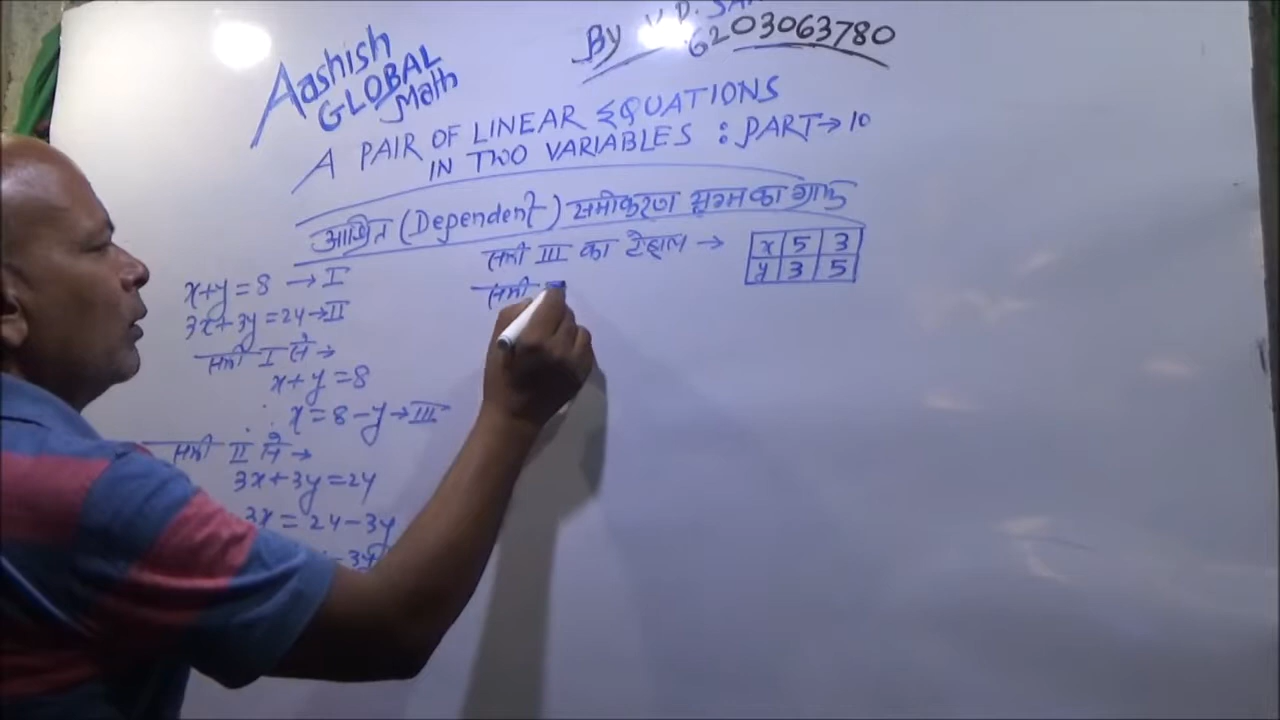 Aashish
GLOBAL
Math
By V.D.
6203063780
A PAIR OF LINEAR EQUATIONS
IN TWO VARIABLES : PART→10
आश्रित (Dependent) समीकरण युग्म का ग्राफ
x+y=8 →I
3x+3y=24→II
समी I से→
x+y=8
∴ x=8-y→III
समी II से→
3x+3y=24
3x=24-3y
समी III का टेबुल →
x 5 3
y 3 5
समी